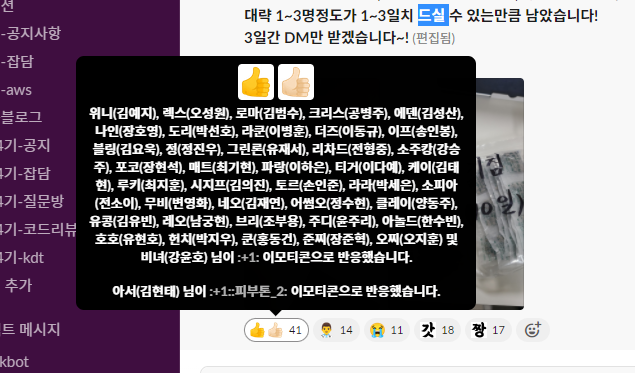 션
-공지사항
-잡담
-aws
블로그
4기-공지
4기-잡담
4기-질문방
4기-코드리뷰
4기-kdt
추가
트 메시지
kbot
대략 1~3명정도가 1~3일치 드실 수 있는만큼 남았습니다!
3일간 DM만 받겠습니다~! (편집됨)
위니(김예지), 렉스(오성원), 로마(김범수), 크리스(공병주), 에덴(김성산),
나인(장호영), 도리(박선호), 라쿤(이병훈), 더즈(이동규), 이프(송인봉),
블링(김요욱), 정(정진우), 그린론(유재서), 리차드(전형종), 소주캉(강승
주), 포코(장현석), 매트(최기현), 파랑(이하은), 티거(이다예), 케이(김태
현), 루키(최지훈), 시지프(김의진), 토르(손인준), 라라(박세은), 소피아
(전소이), 무비(변영화), 네오(김재연), 어썸오(정수현), 클레이(양동주),
유콩(김유빈), 레오(남궁현), 브리(조부용), 주디(윤주리), 아놀드(한수빈),
호호(유현호), 헌치(박지우), 쿤(홍동건), 준찌(장준혁), 오찌(오지훈) 및
비녀(강윤호) 님이 :+1: 이모티콘으로 반응했습니다.
아서(김현태) 님이 :+1::피부톤_2: 이모티콘으로 반응했습니다.
41 14 11 갓 18 짱 17